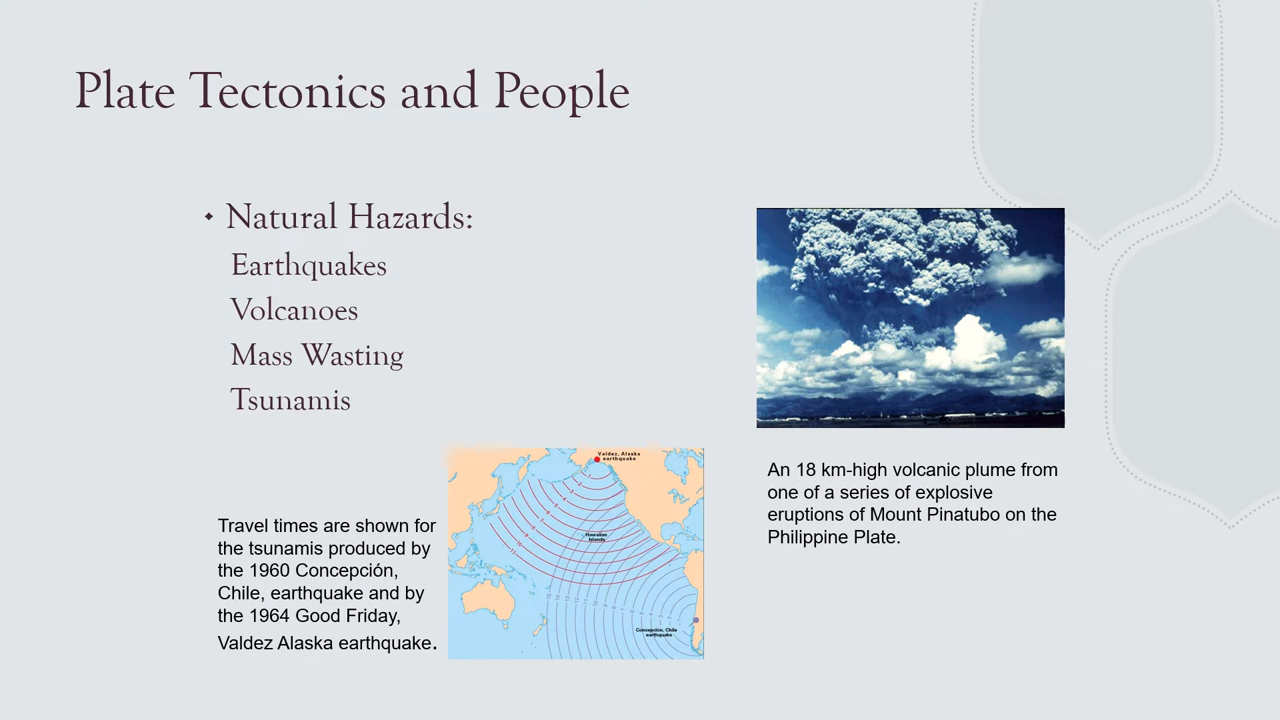 Plate Tectonics and People
Natural Hazards:
Earthquakes
Volcanoes
Mass Wasting
Tsunamis
Travel times are shown for
the tsunamis produced by
the 1960 Concepción,
Chile, earthquake and by
the 1964 Good Friday,
Valdez Alaska earthquake.
Valdez, Alaska
earthquake
Hawaiian
Islands
Concepción, Chile
earthquake
An 18 km-high volcanic plume from
one of a series of explosive
eruptions of Mount Pinatubo on the
Philippine Plate.